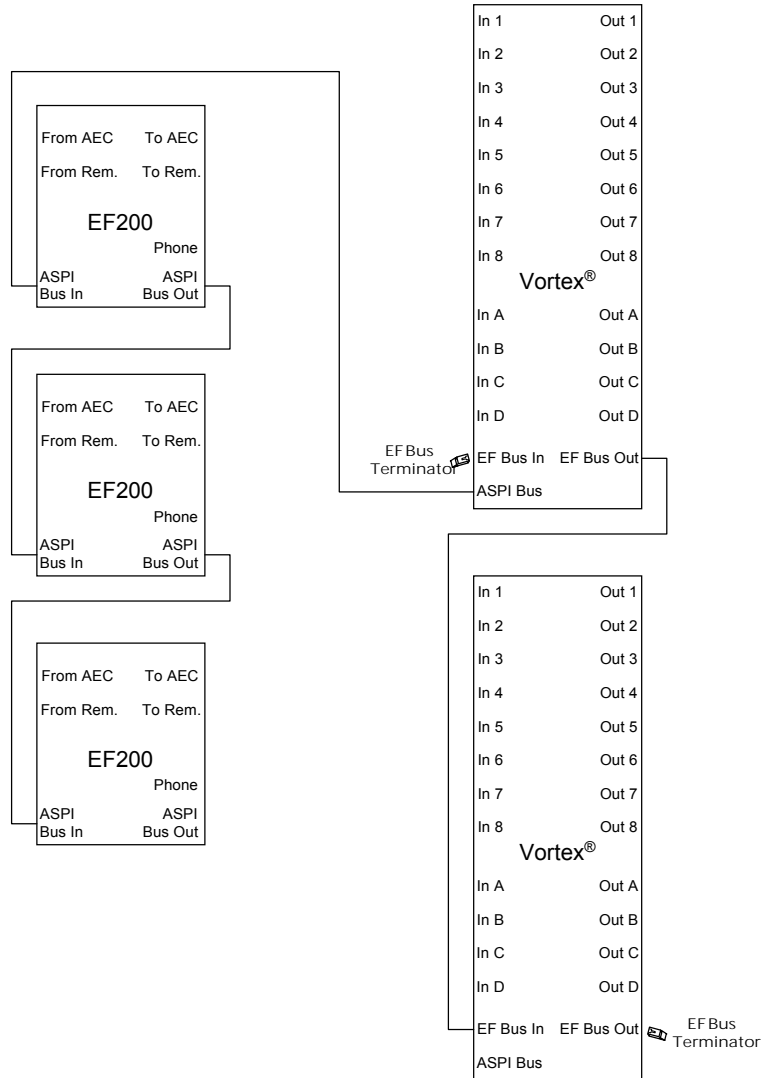 From AEC To AEC
From Rem. To Rem.
EF200
Phone
ASPI ASPI
Bus In Bus Out
From AEC To AEC
From Rem. To Rem.
EF200
Phone
ASPI ASPI
Bus In Bus Out
From AEC To AEC
From Rem. To Rem.
EF200
Phone
ASPI ASPI
Bus In Bus Out
In 1 Out 1
In 2 Out 2
In 3 Out 3
In 4 Out 4
In 5 Out 5
In 6 Out 6
In 7 Out 7
In 8 Out 8
Vortex®
In A Out A
In B Out B
In C Out C
In D Out D
EF Bus
Terminator
EF Bus In EF Bus Out
ASPI Bus
In 1 Out 1
In 2 Out 2
In 3 Out 3
In 4 Out 4
In 5 Out 5
In 6 Out 6
In 7 Out 7
In 8 Out 8
Vortex®
In A Out A
In B Out B
In C Out C
In D Out D
EF Bus In EF Bus Out
EF Bus
Terminator
ASPI Bus